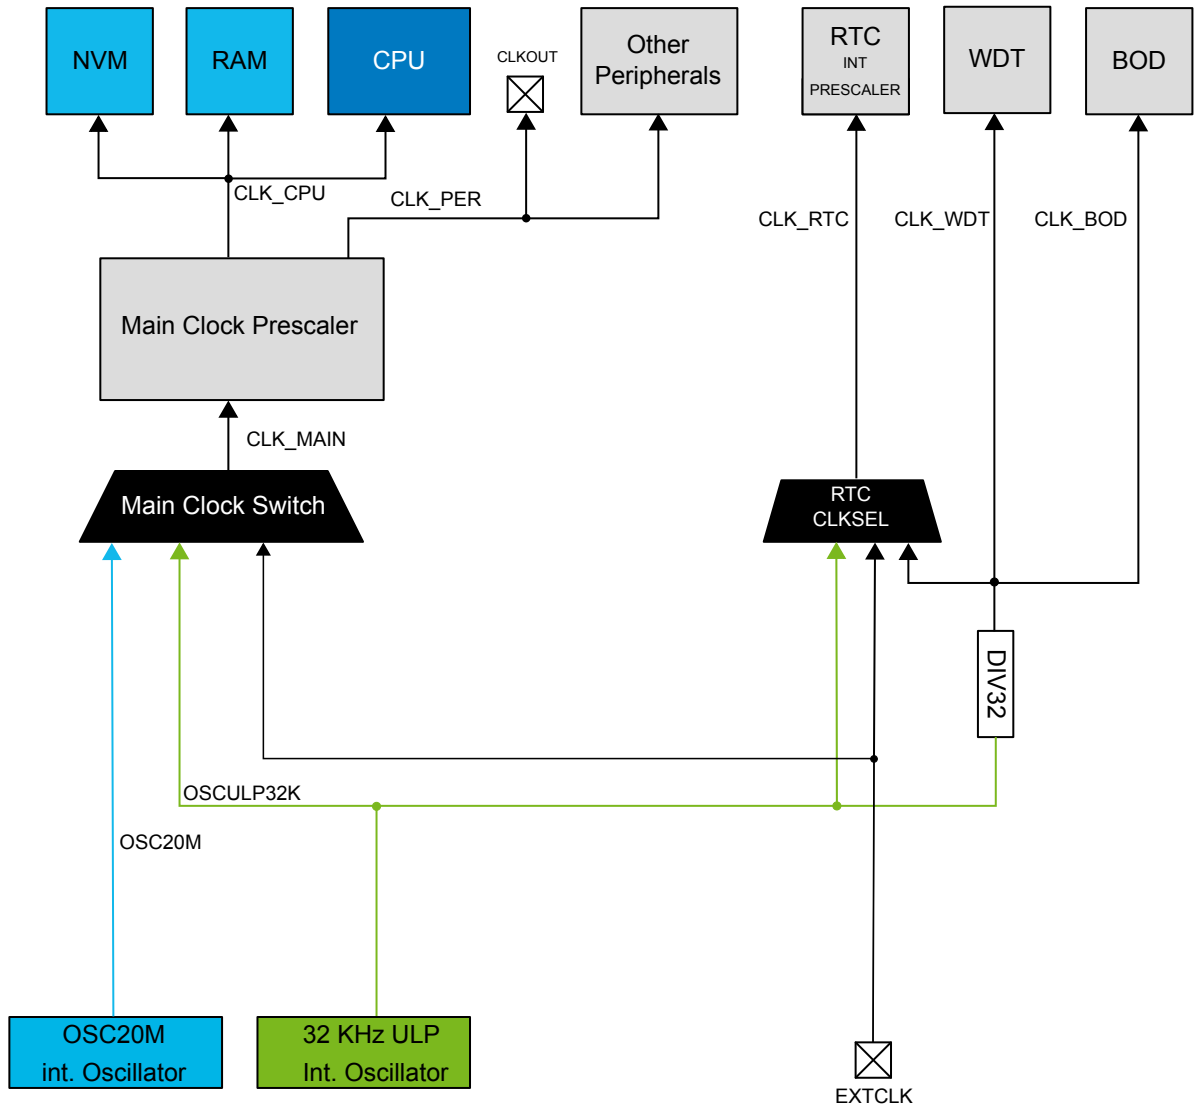 NVM
RAM
CPU
CLKOUT
Other
Peripherals
RTC
INT
PRESCALER
WDT
BOD
CLK_CPU
CLK_PER
CLK_RTC
CLK_WDT
CLK_BOD
Main Clock Prescaler
CLK_MAIN
Main Clock Switch
RTC
CLKSEL
DIV32
OSCULP32K
OSC20M
OSC20M
int. Oscillator
32 KHz ULP
Int. Oscillator
EXTCLK